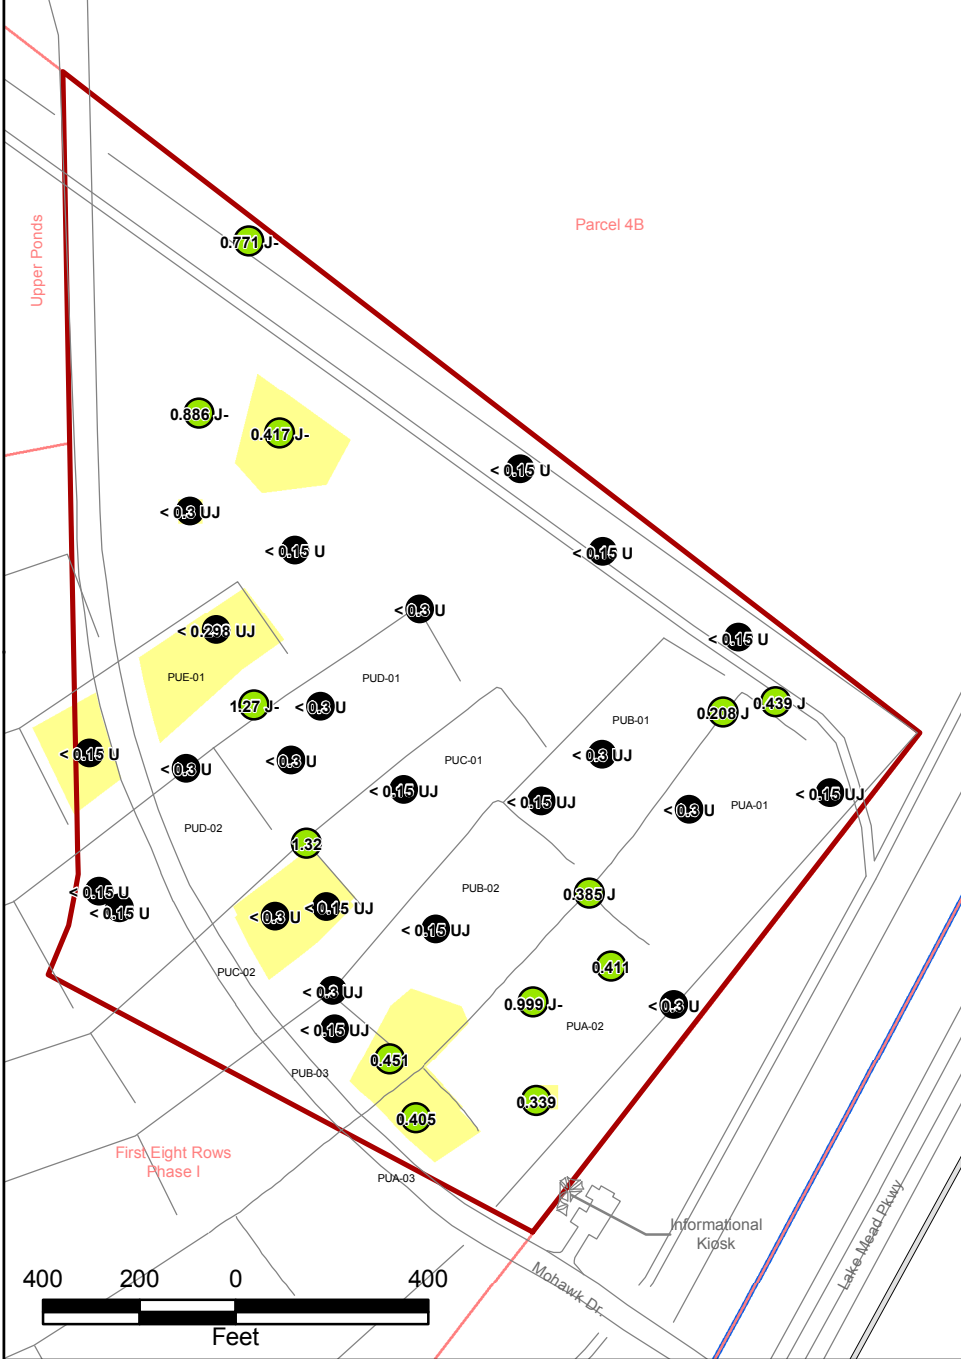 Upper Ponds
Parcel 4B
0.771 J-
0.886 J-
0.417 J-
< 0.15 U
< 0.3 UJ
< 0.15 U
< 0.15 U
< 0.3 U
< 0.298 UJ
< 0.15 U
PUE-01
PUD-01
1.27 J-
< 0.3 U
0.439 J
0.208 J
PUB-01
< 0.15 U
< 0.3 U
< 0.3 U
< 0.3 UJ
PUC-01
< 0.15 UJ
< 0.15 UJ
< 0.15 UJ
< 0.3 U
PUA-01
PUD-02
1.32
PUB-02
< 0.15 U
< 0.15 U
0.385 J
< 0.3 U
< 0.15 UJ
< 0.15 UJ
PUC-02
0.411
< 0.3 UJ
0.999 J-
< 0.3 U
< 0.15 UJ
PUA-02
0.451
PUB-03
0.339
0.405
First Eight Rows
Phase I
PUA-03
Informational
Kiosk
Lake Mead Pkwy
Mohawk Dr.
400 200 0 400
Feet